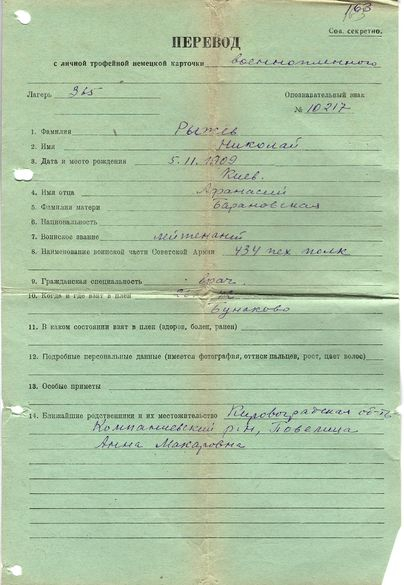 163
163
Сов. секретно.
ПЕРЕВОД
с личной трофейной немецкой карточки военнопленного
Лагерь 365 Опознавательный знак
№ 10217
1. Фамилия Рыжев
2. Имя Николай
3. Дата и место рождения 5.11.1909
Киев.
4. Имя отца Афанасий
5. Фамилия матери Барановская
6. Национальность
7. Воинское звание лейтенант
8. Наименование воинской части Советской Армии 434 пех. полк
9. Гражданская специальность врач.
10. Когда и где взят в плен
Бунаково
11. В каком состоянии взят в плен (здоров, болен, ранен)
12. Подробные персональные данные (имеется фотография, оттиск пальцев, рост, цвет волос)
13. Особые приметы
14. Ближайшие родственники и их местожительство Кировоградская об-ть
Компаниевский р-н, Повелица
Анна Макаровна